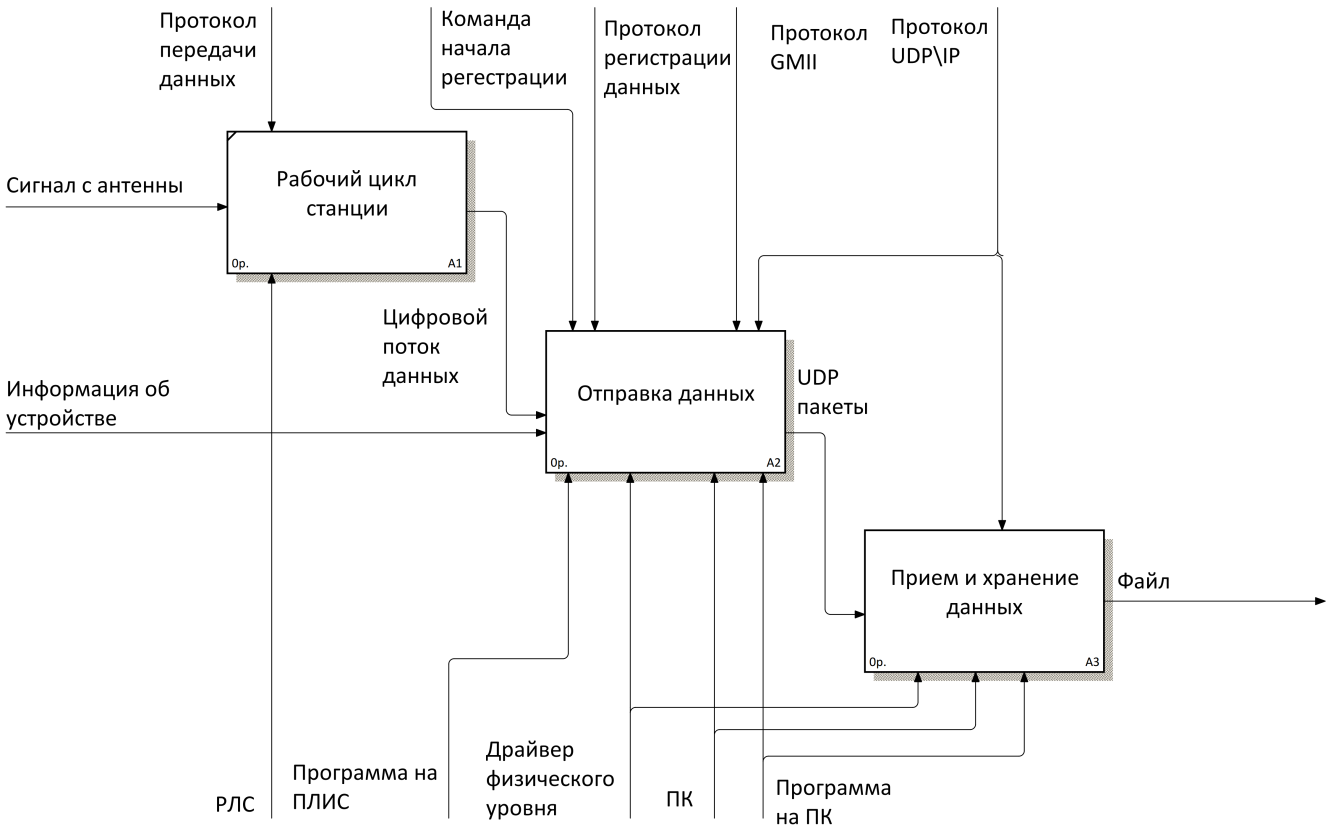 Протокол
передачи
данных
Команда
начала
регестрации
Протокол
регистрации
данных
Протокол
GMII
Протокол
UDP\IP
Сигнал с антенны
Рабочий цикл
станции
0р.
A1
Цифровой
поток
данных
Информация об
устройстве
Отправка данных
0р.
A2
UDP
пакеты
Прием и хранение
данных
0р.
A3
Файл
РЛС
Программа на
ПЛИС
Драйвер
физического
уровня
ПК
Программа
на ПК